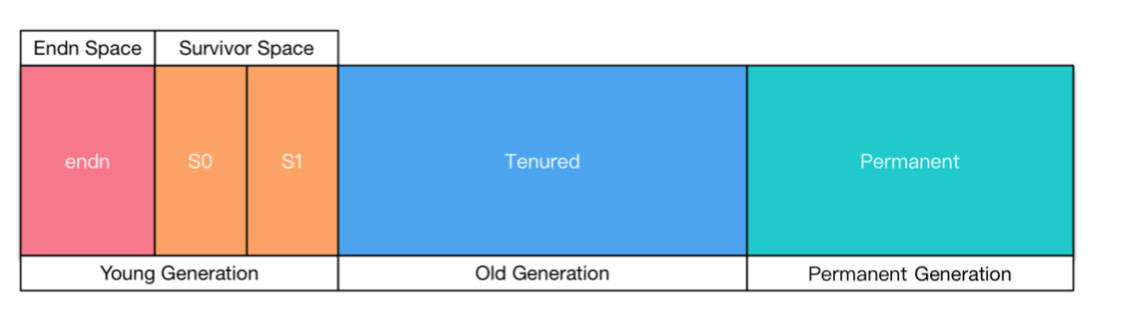 Endn Space
Survivor Space
endn
S0
S1
Tenured
Permanent
Young Generation
Old Generation
Permanent Generation